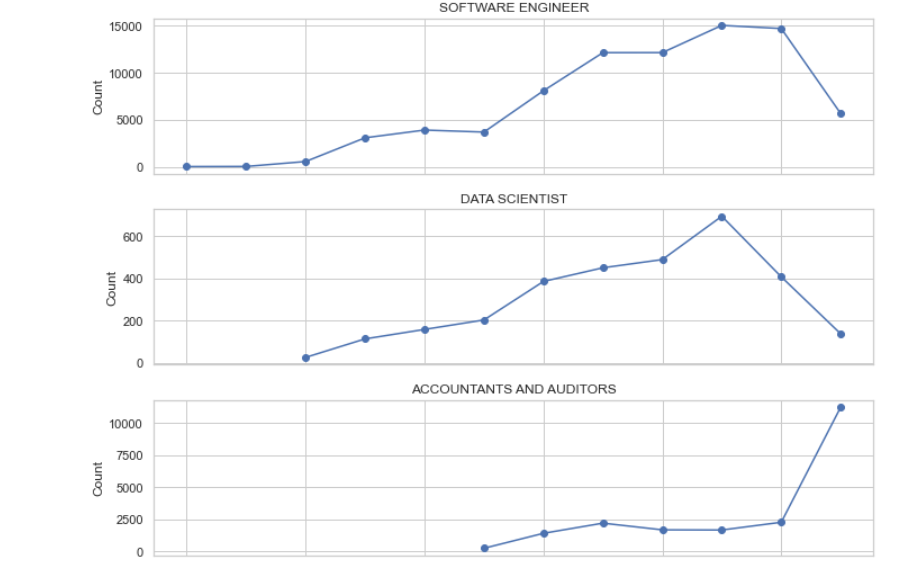 SOFTWARE ENGINEER
15000
10000
5000
0
Count
DATA SCIENTIST
600
400
200
0
Count
ACCOUNTANTS AND AUDITORS
10000
7500
5000
2500
0
Count